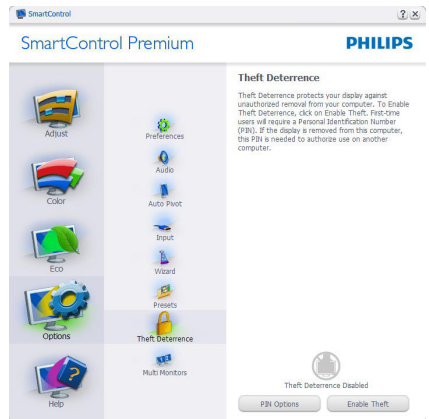 SmartControl
SmartControl Premium
PHILIPS
Adjust
Color
Eco
Options
Help
Preferences
Audio
Auto Pivot
Input
Wizard
Presets
Theft Deterrence
Multi Monitors
Theft Deterrence
Theft Deterrence protects your display against
unauthorized removal from your computer. To Enable
Theft Deterrence, click on Enable Theft. First-time
users will require a Personal Identification Number
(PIN). If the display is removed from this computer,
this PIN is needed to authorize use on another
computer.
Theft Deterrence Disabled
PIN Options
Enable Theft